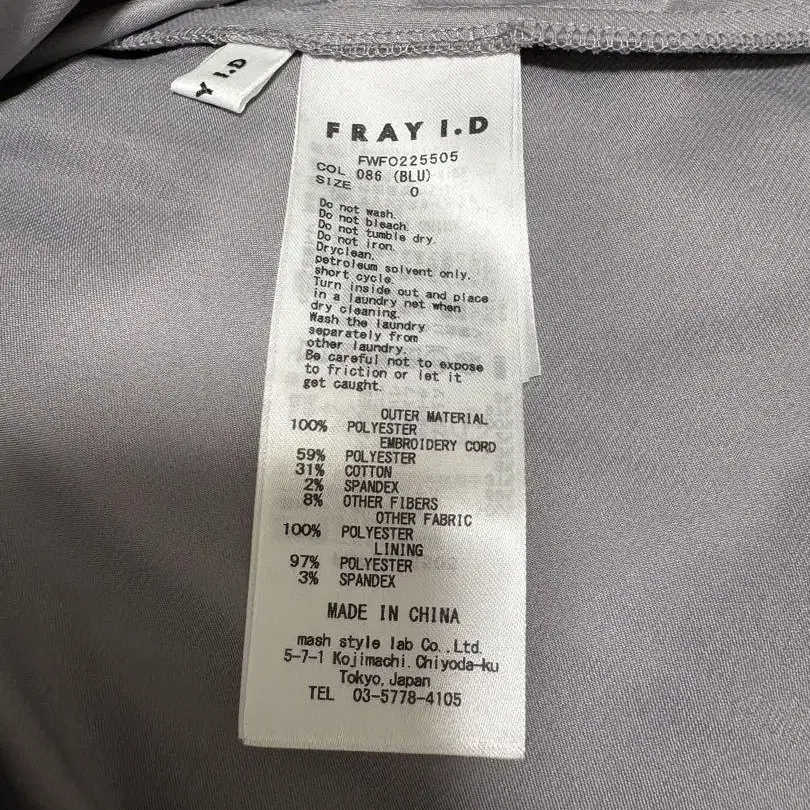 Y I.D
FRAY I.D
FWFO225505
COL 086 (BLU)
SIZE 0
Do not wash.
Do not bleach.
Do not tumble dry.
Do not iron.
Dryclean.
petroleum solvent only.
short cycle.
Turn inside out and place
in a laundry net when
dry cleaning.
Wash the laundry
separately from
other laundry.
Be careful not to expose
to friction or let it
get caught.
OUTER MATERIAL
100% POLYESTER
EMBROIDERY CORD
59% POLYESTER
31% COTTON
2% SPANDEX
8% OTHER FIBERS
OTHER FABRIC
100% POLYESTER
LINING
97% POLYESTER
3% SPANDEX
MADE IN CHINA
mash style lab Co.,Ltd.
5-7-1 Kojimachi.Chiyoda-ku
Tokyo,Japan
TEL 03-5778-4105